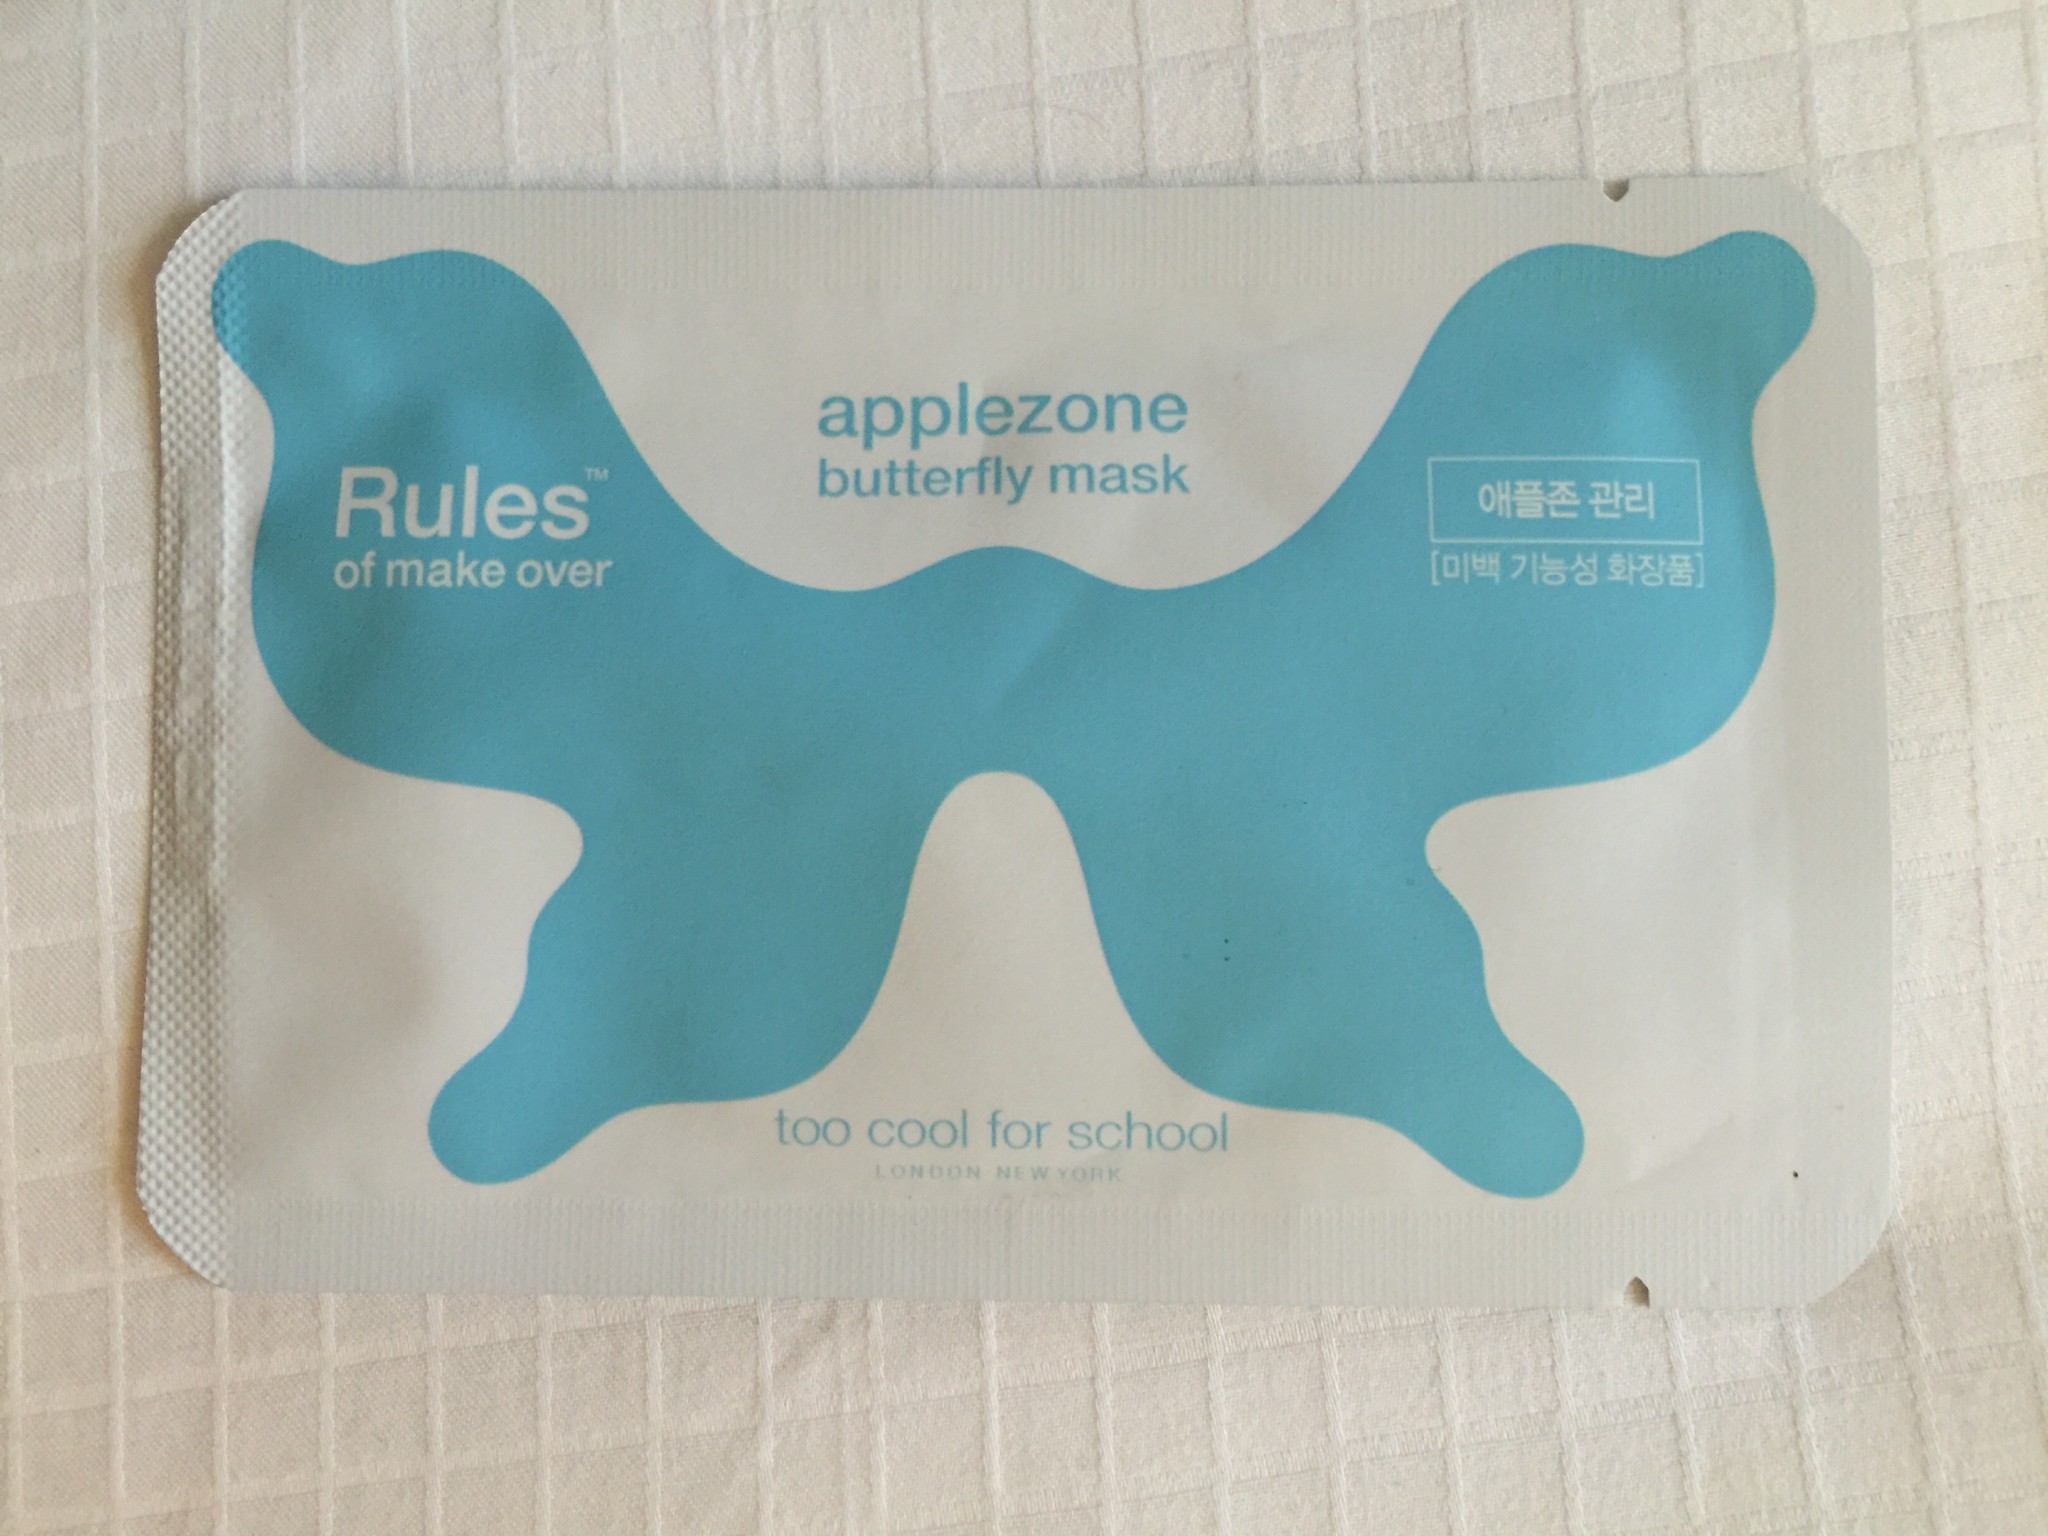 applezone
butterfly mask
Rules™
of make over
애플존 관리
[미백 기능성 화장품]
too cool for school
LONDON NEW YORK